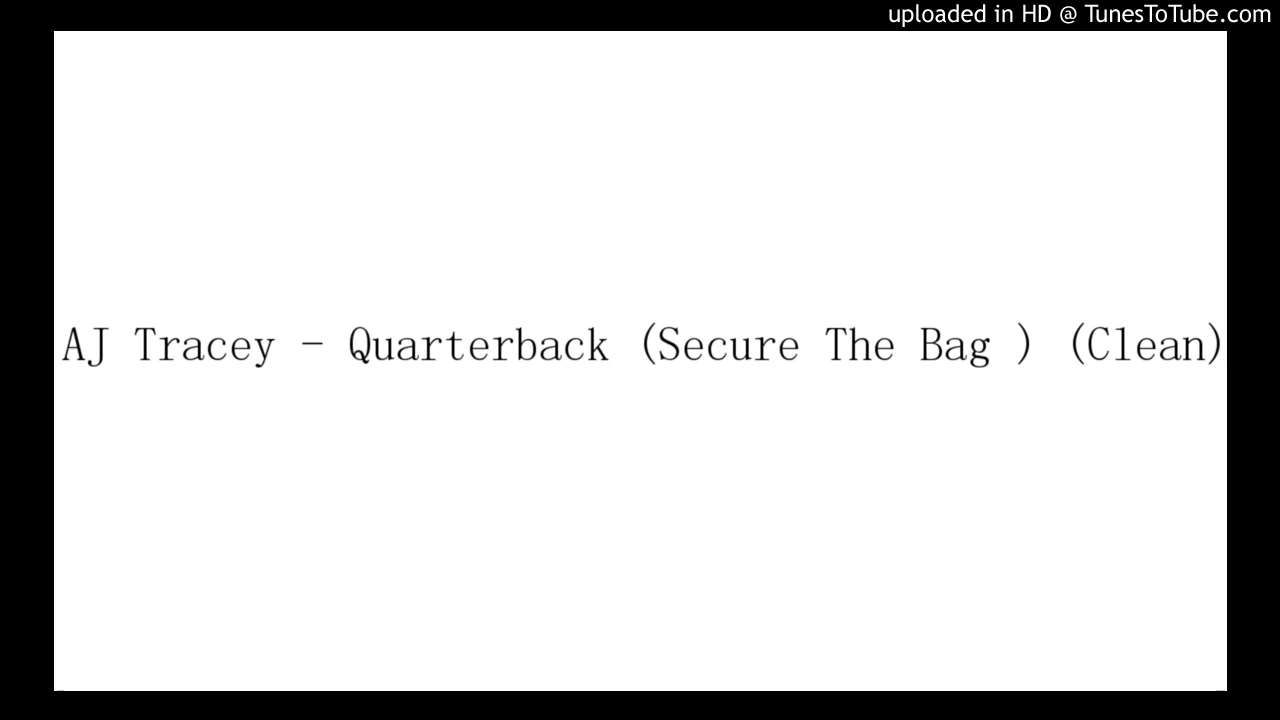 uploaded in HD @ TunesToTube.com
AJ Tracey - Quarterback (Secure The Bag ) (Clean)